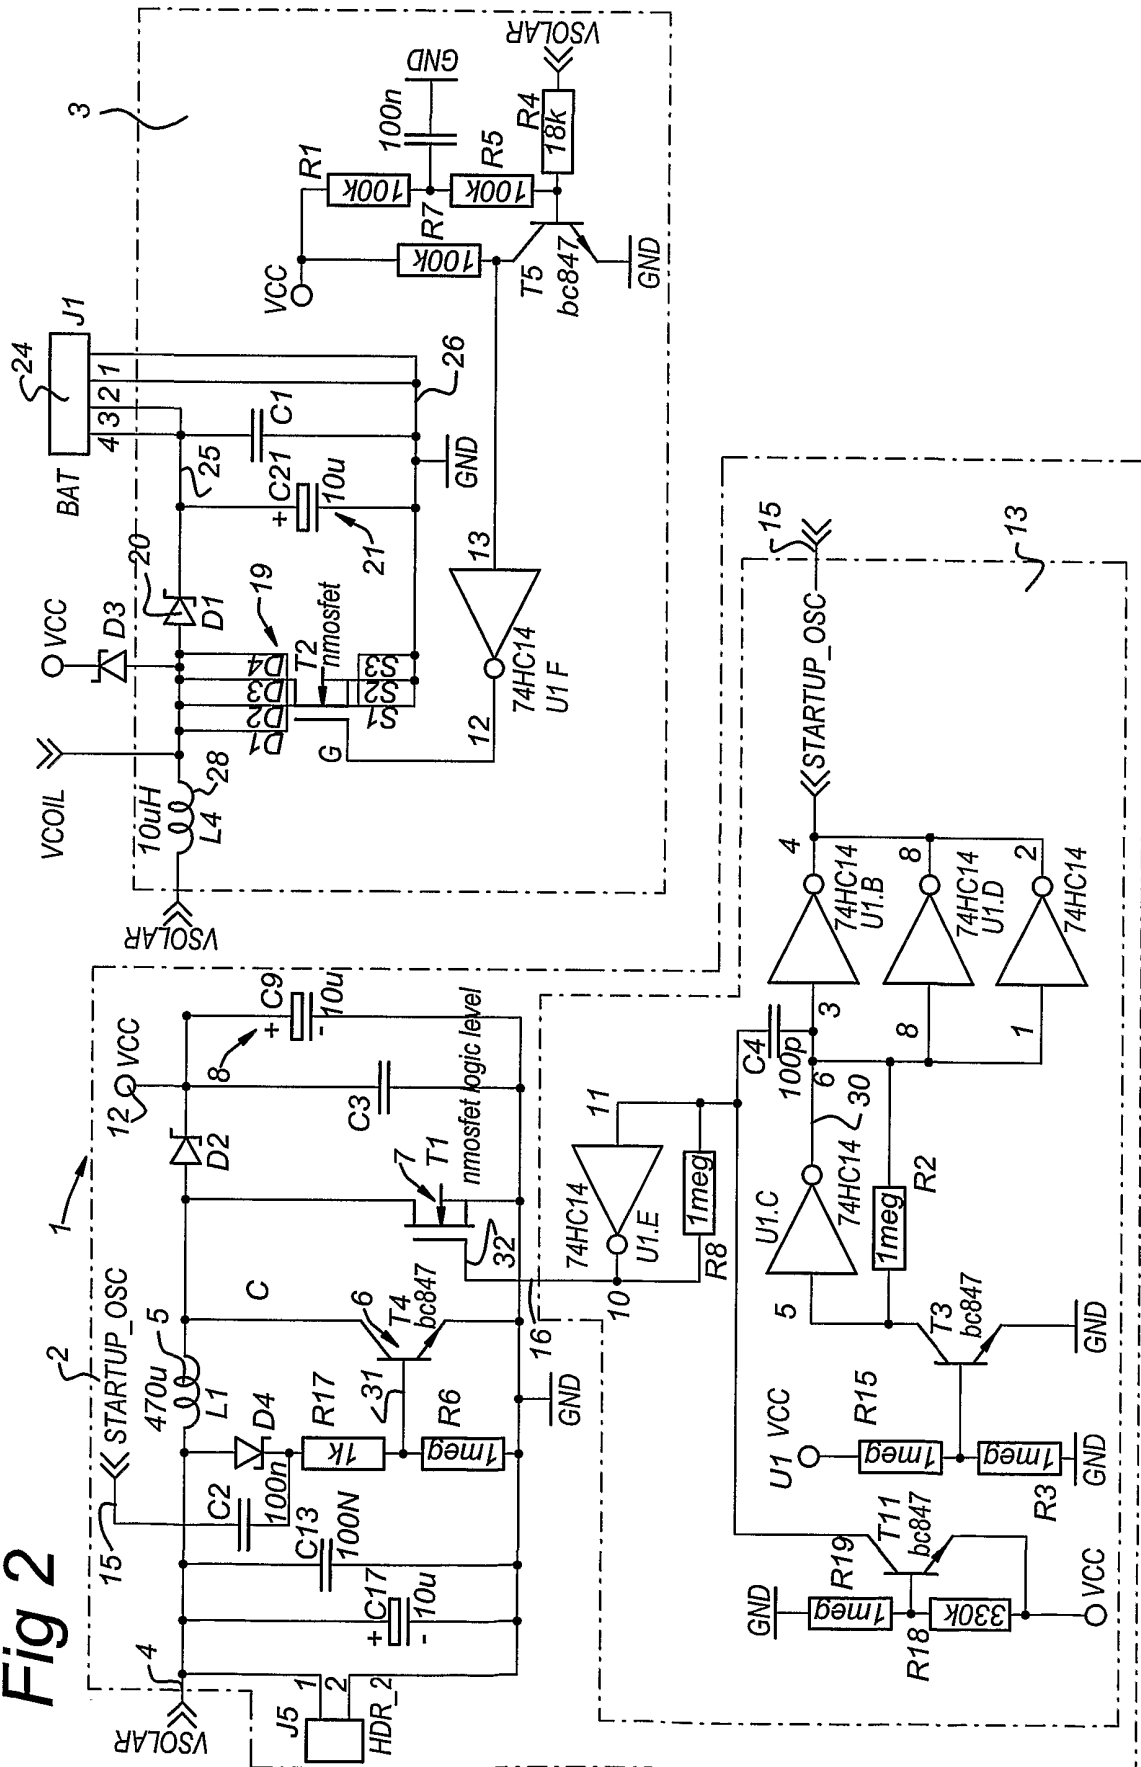 Fig 2
1
2
VSOLAR
4
15
STARTUP_OSC
5
470u
L1
12
VCC
D2
8
+
C9
-
10u
C3
C
D4
C2
100n
C13
100N
C17
+
10u
-
J5
1
2
HDR_2
R17
1k
31
R6
1meg
6
T4
bc847
7
T1
nmosfet logic level
32
GND
16
VCOIL
VSOLAR
10uH
L4
28
VCC
D3
20
D1
BAT
24
J1
4
3
2
1
25
C1
C21
+
10u
21
19
D1
D2
D3
D4
T2
nmosfet
G
S1
S2
S3
GND
26
12
13
74HC14
U1 F
3
VCC
R1
100k
R7
100k
R5
100k
100n
GND
R4
18k
VSOLAR
T5
bc847
GND
10
11
74HC14
U1.E
R8
1meg
C4
100p
6
30
3
4
74HC14
U1.B
8
8
74HC14
U1.D
1
2
74HC14
STARTUP_OSC
15
13
U1.C
74HC14
5
R2
1meg
T3
bc847
GND
U1 VCC
R15
1meg
R3
1meg
GND
T11
bc847
GND
R19
1meg
R18
330k
VCC